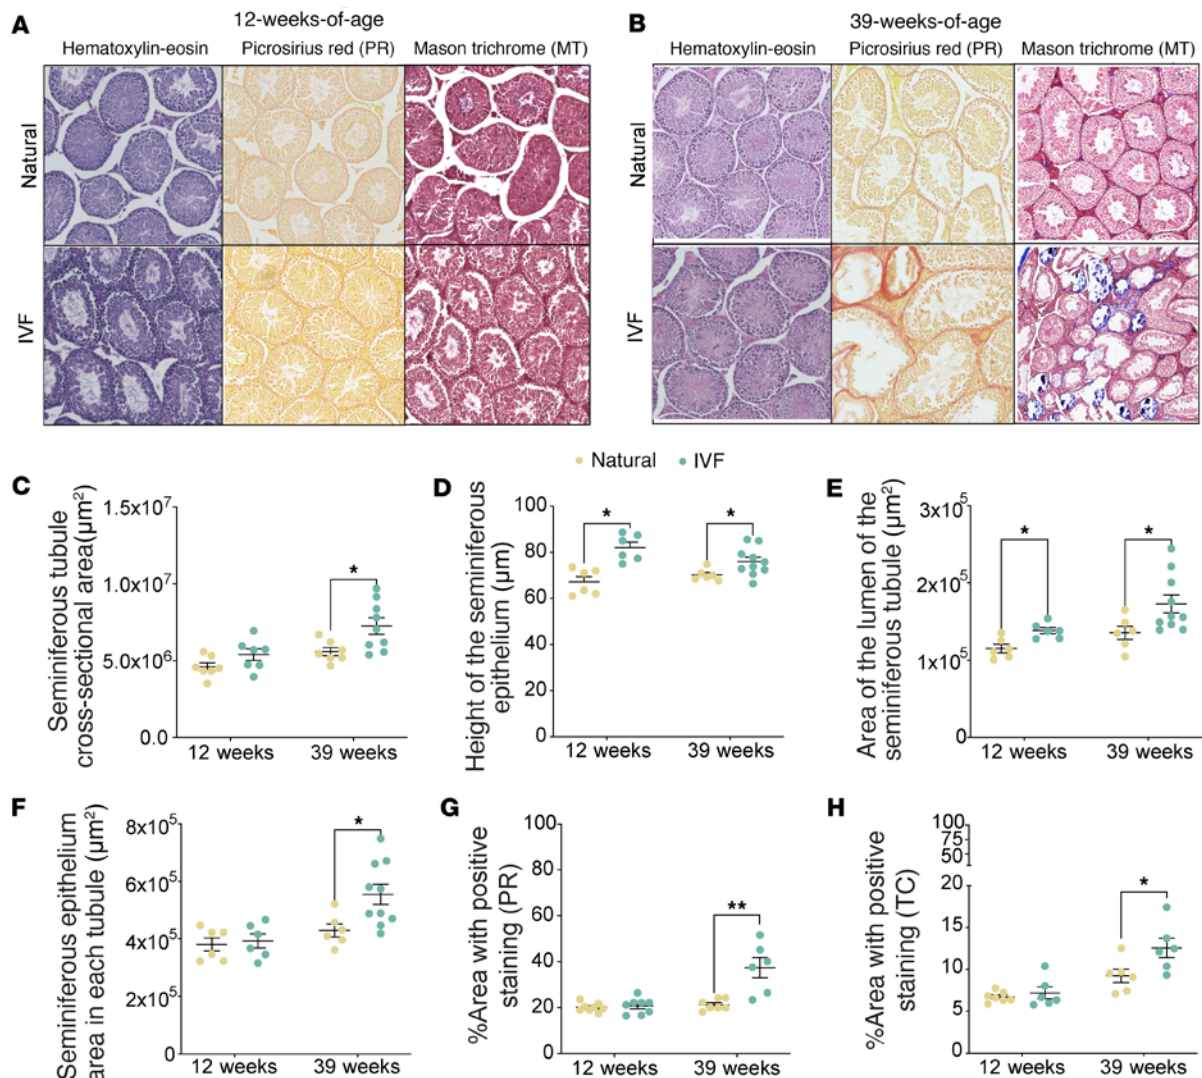 A
12-weeks-of-age
Hematoxylin-eosin
Picrosirius red (PR)
Mason trichrome (MT)
Natural
IVF
B
39-weeks-of-age
Hematoxylin-eosin
Picrosirius red (PR)
Mason trichrome (MT)
Natural
IVF
Natural
IVF
C
Seminiferous tubule
cross-sectional area(µm²)
1.5x10⁷
1.0x10⁷
5.0x10⁶
0.0
*
12 weeks
39 weeks
D
Height of the seminiferous
epithelium (µm)
100
80
60
40
20
0
*
*
12 weeks
39 weeks
E
Area of the lumen of the
seminiferous tubule (µm²)
3x10⁵
2x10⁵
1x10⁵
0
*
*
12 weeks
39 weeks
F
Seminiferous epithelium
area in each tubule (µm²)
8x10⁵
6x10⁵
4x10⁵
2x10⁵
0
*
12 weeks
39 weeks
G
%Area with positive
staining (PR)
100
80
60
40
20
0
**
12 weeks
39 weeks
H
%Area with positive
staining (TC)
100
75
50
20
15
10
5
0
*
12 weeks
39 weeks